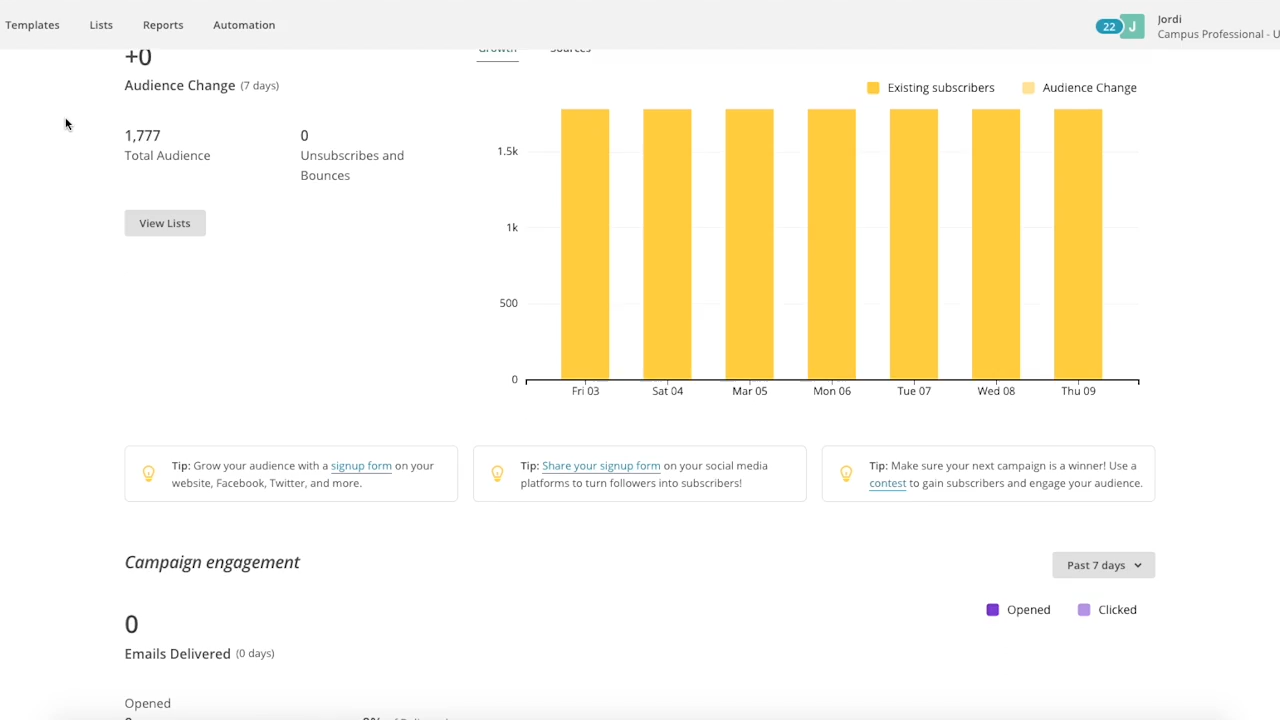 Templates Lists Reports Automation
22 J Jordi
Campus Professional - U
+0
Growth Sources
Audience Change (7 days)
Existing subscribers Audience Change
1,777
Total Audience
0
Unsubscribes and
Bounces
View Lists
1.5k
1k
500
0
Fri 03 Sat 04 Mar 05 Mon 06 Tue 07 Wed 08 Thu 09
Tip: Grow your audience with a signup form on your
website, Facebook, Twitter, and more.
Tip: Share your signup form on your social media
platforms to turn followers into subscribers!
Tip: Make sure your next campaign is a winner! Use a
contest to gain subscribers and engage your audience.
Campaign engagement
Past 7 days
Opened Clicked
0
Emails Delivered (0 days)
Opened